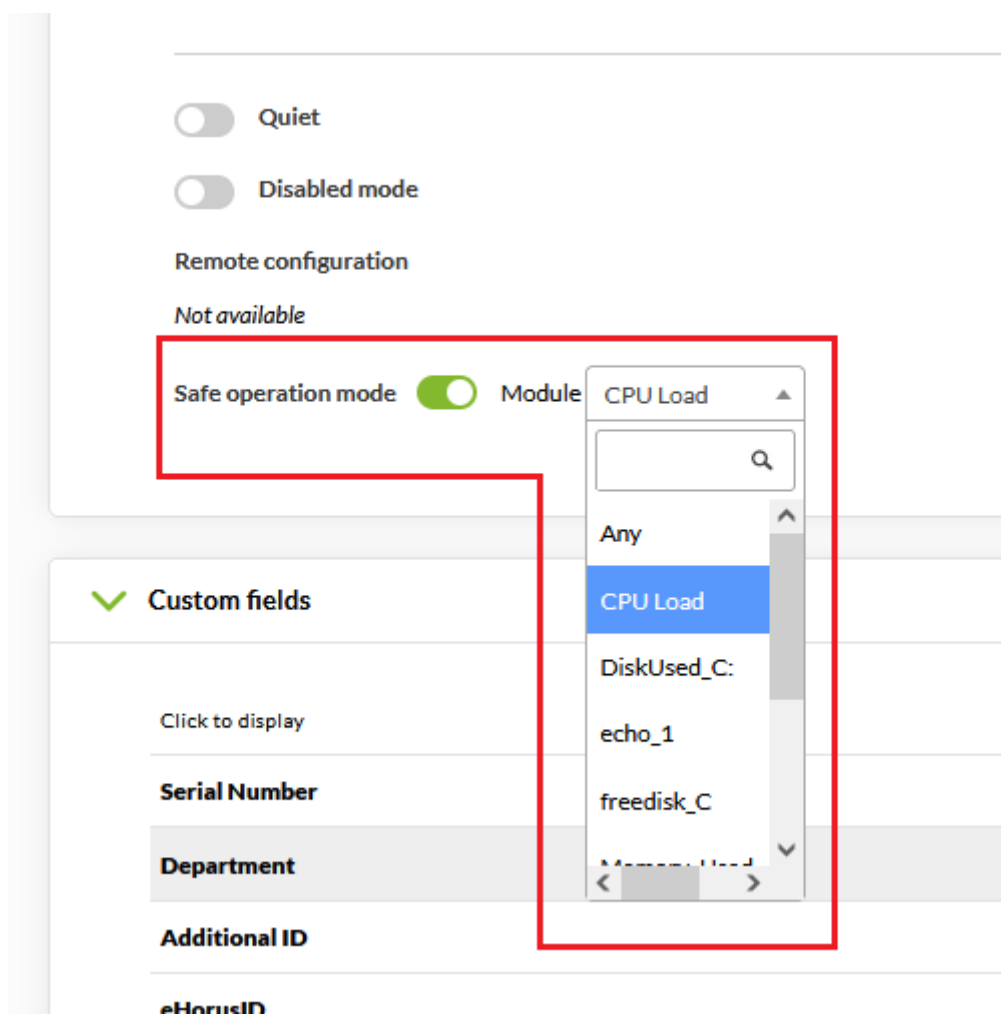 Quiet
Disabled mode
Remote configuration
Not available
Safe operation mode Module CPU Load
Any
CPU Load
DiskUsed_C:
echo_1
freedisk_C
Custom fields
Click to display
Serial Number
Department
Additional ID
eHorusID